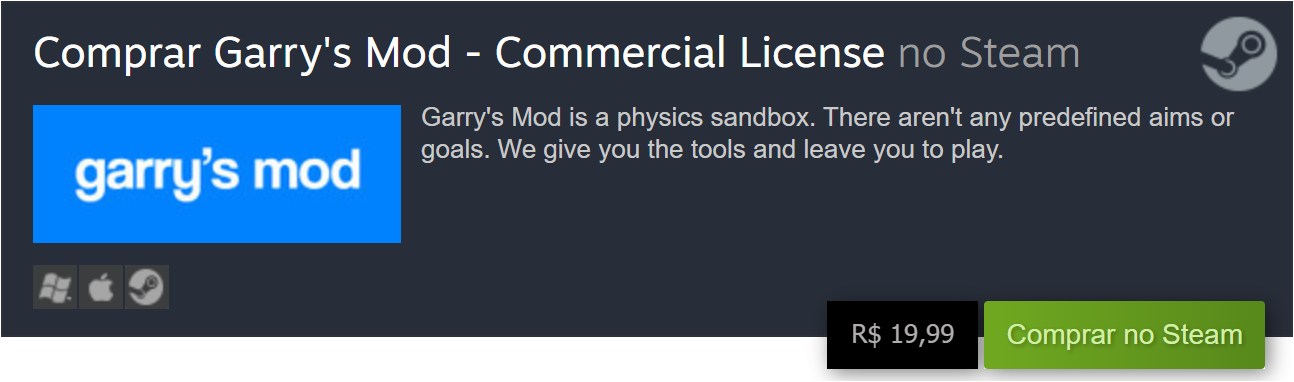 Comprar Garry's Mod - Commercial License no Steam
garry's mod
Garry's Mod is a physics sandbox. There aren't any predefined aims or
goals. We give you the tools and leave you to play.
R$ 19,99
Comprar no Steam